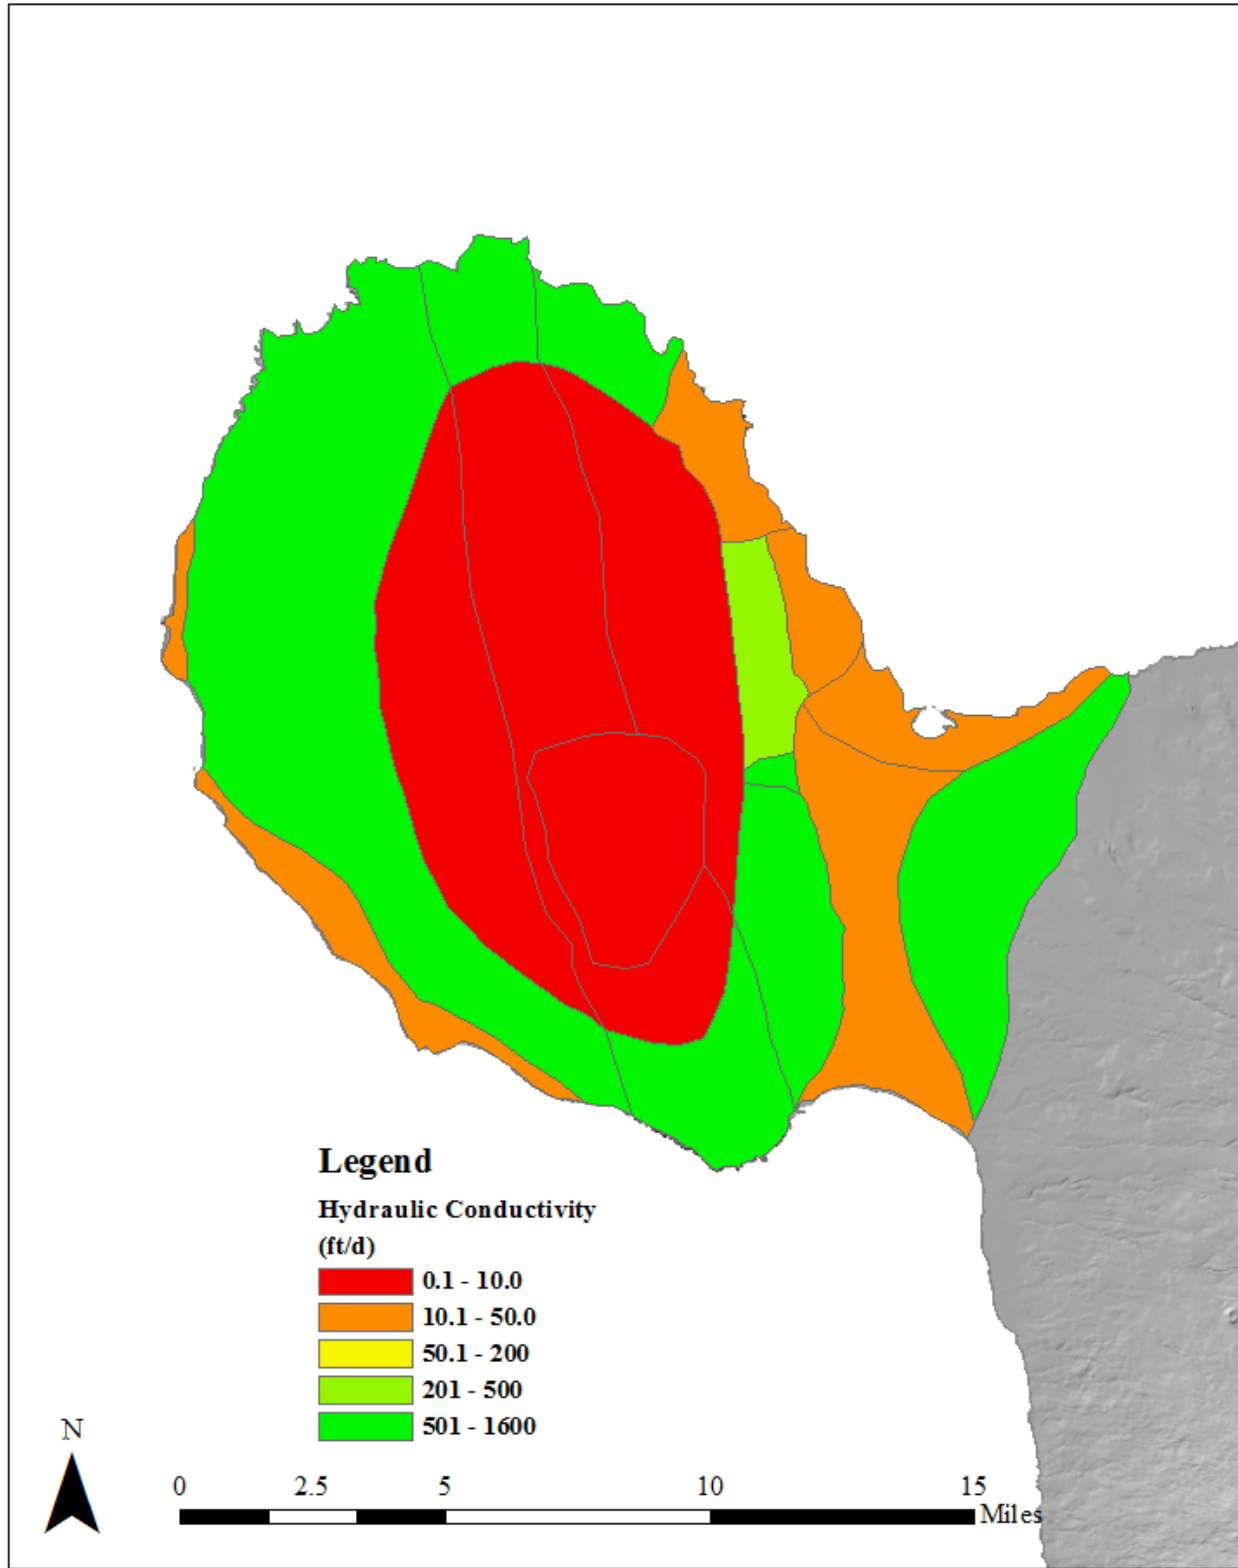 Legend
Hydraulic Conductivity
(ft/d)
0.1 - 10.0
10.1 - 50.0
50.1 - 200
201 - 500
501 - 1600
N
0 2.5 5 10 15
Miles